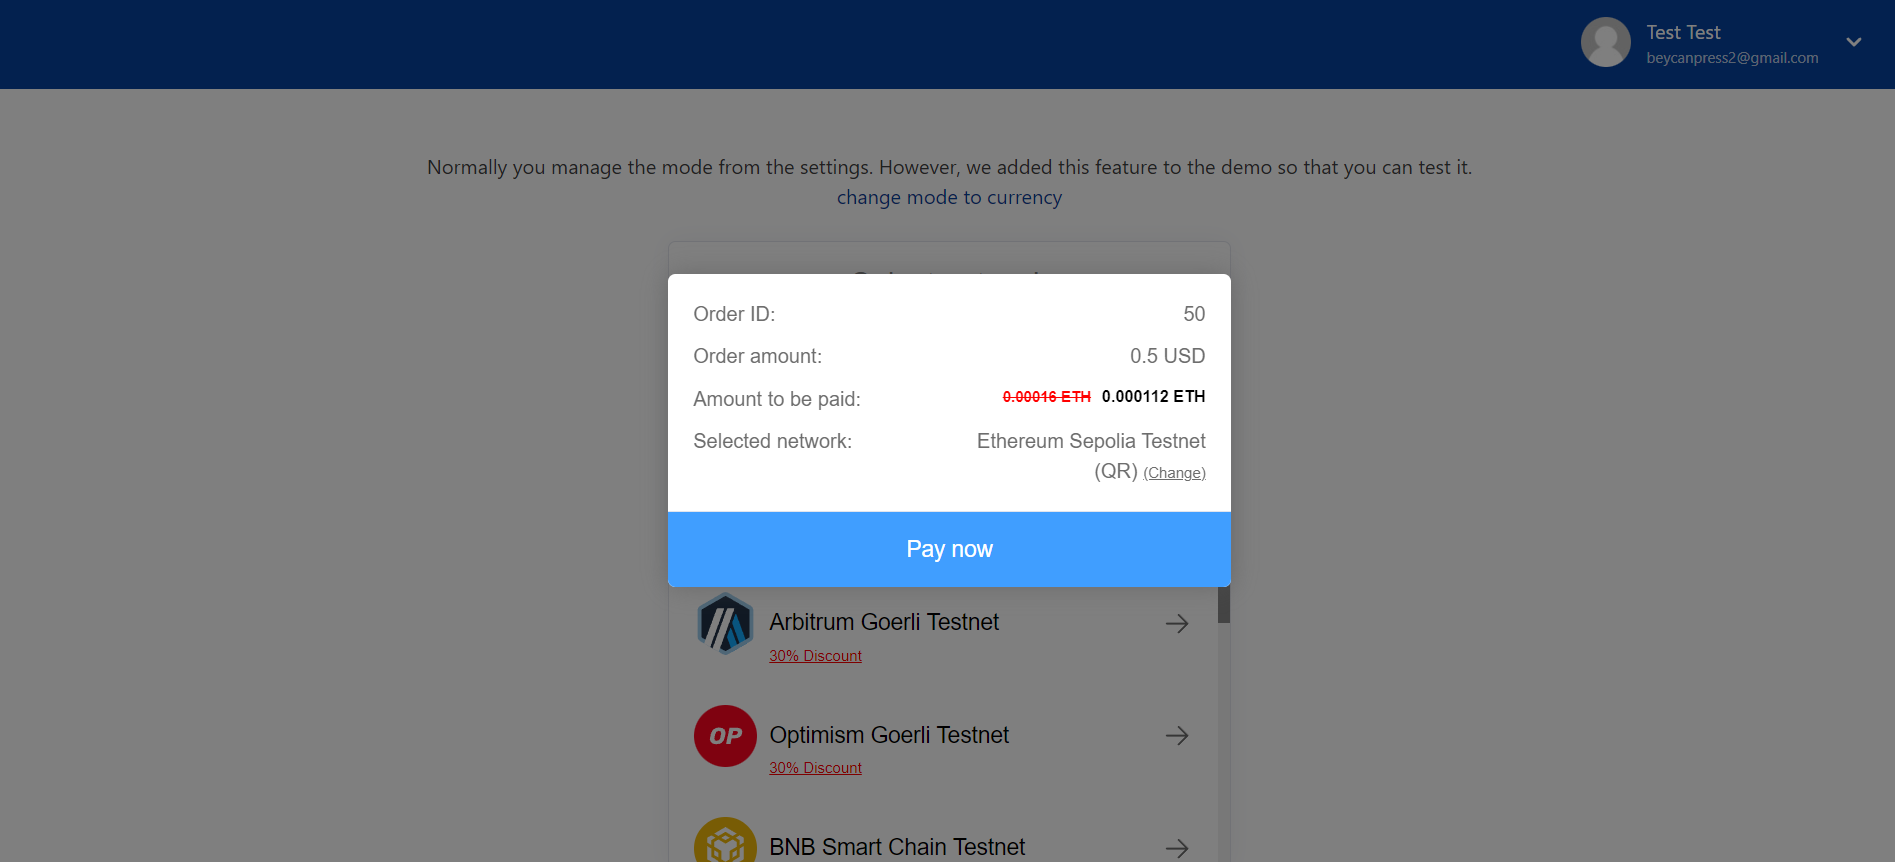 Test Test
beycanpress2@gmail.com
Normally you manage the mode from the settings. However, we added this feature to the demo so that you can test it.
change mode to currency
Order ID: 50
Order amount: 0.5 USD
Amount to be paid: 0.00016 ETH 0.000112 ETH
Selected network: Ethereum Sepolia Testnet
(QR) (Change)
Pay now
Arbitrum Goerli Testnet
30% Discount
OP Optimism Goerli Testnet
30% Discount
BNB Smart Chain Testnet